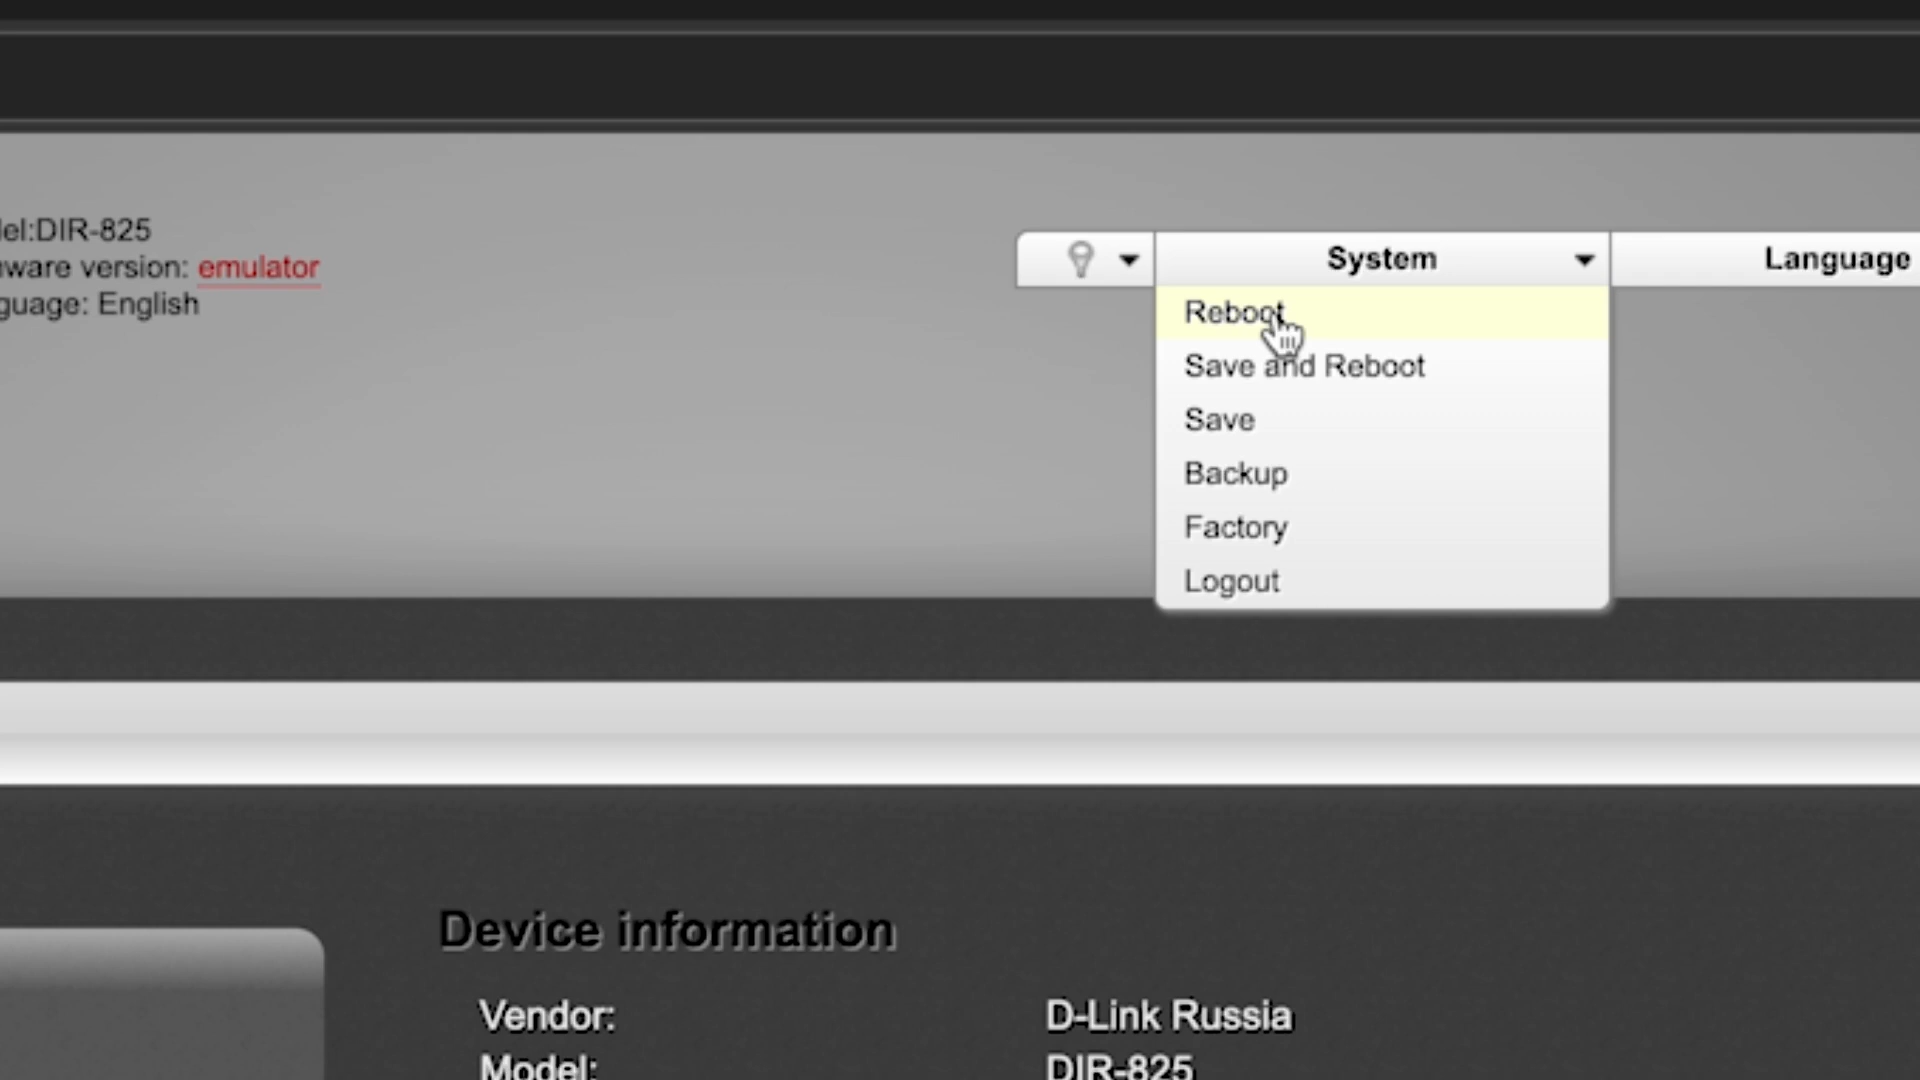 el:DIR-825
ware version: emulator
guage: English
System
Language
Reboot
Save and Reboot
Save
Backup
Factory
Logout
Device information
Vendor: D-Link Russia
Model: DIR-825